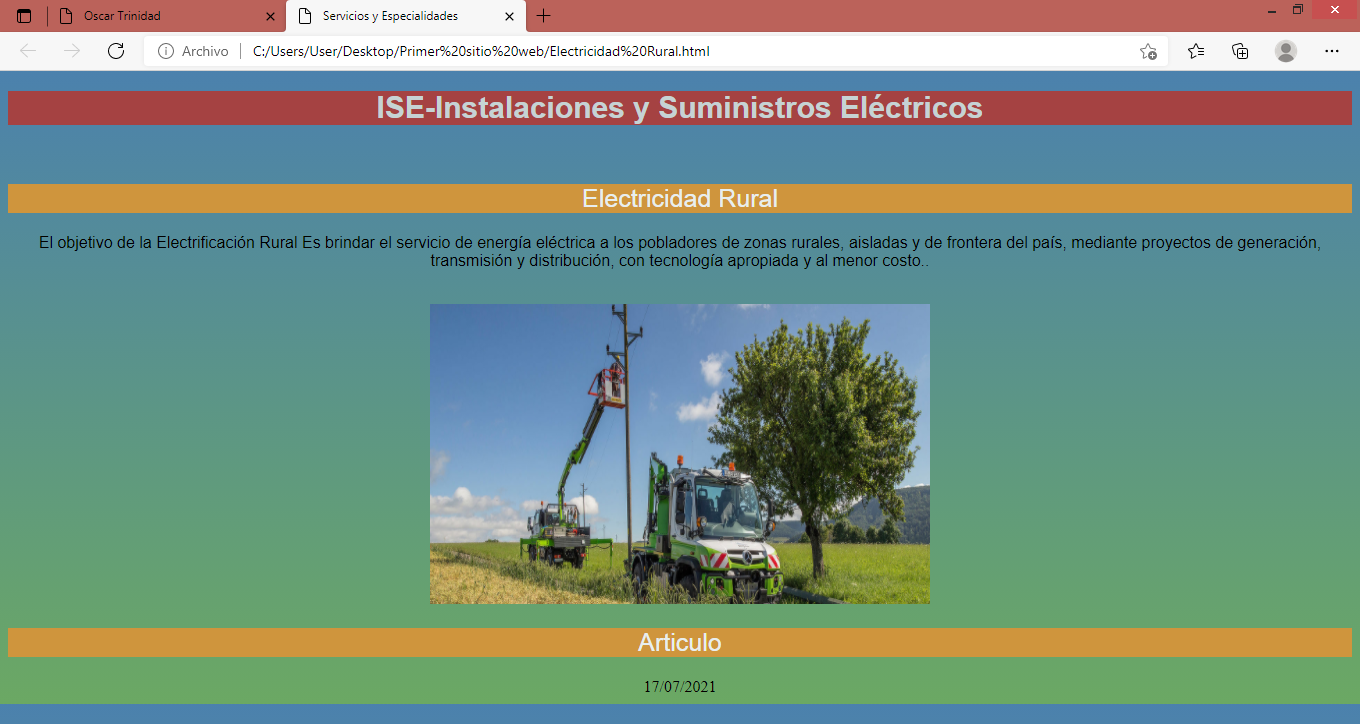 Oscar Trinidad
Servicios y Especialidades
Archivo
C:/Users/User/Desktop/Primer%20sitio%20web/Electricidad%20Rural.html
ISE-Instalaciones y Suministros Eléctricos
Electricidad Rural
El objetivo de la Electrificación Rural Es brindar el servicio de energía eléctrica a los pobladores de zonas rurales, aisladas y de frontera del país, mediante proyectos de generación,
transmisión y distribución, con tecnología apropiada y al menor costo..
Articulo
17/07/2021